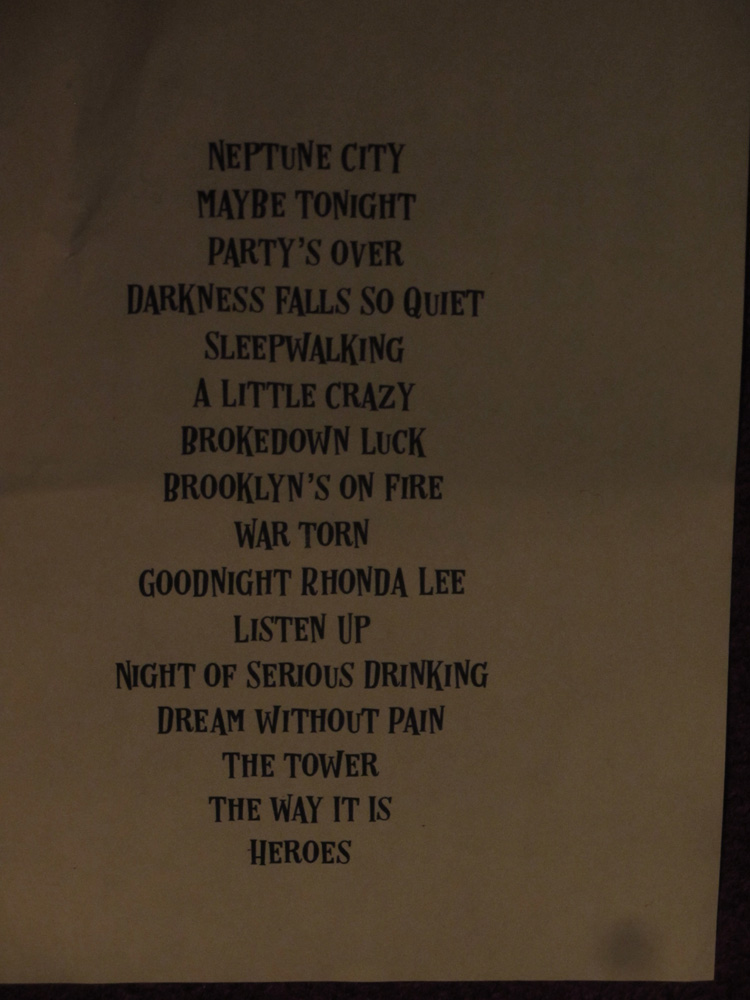 NEPTUNE CITY
MAYBE TONIGHT
PARTY'S OVER
DARKNESS FALLS SO QUIET
SLEEPWALKING
A LITTLE CRAZY
BROKEDOWN LUCK
BROOKLYN'S ON FIRE
WAR TORN
GOODNIGHT RHONDA LEE
LISTEN UP
NIGHT OF SERIOUS DRINKING
DREAM WITHOUT PAIN
THE TOWER
THE WAY IT IS
HEROES